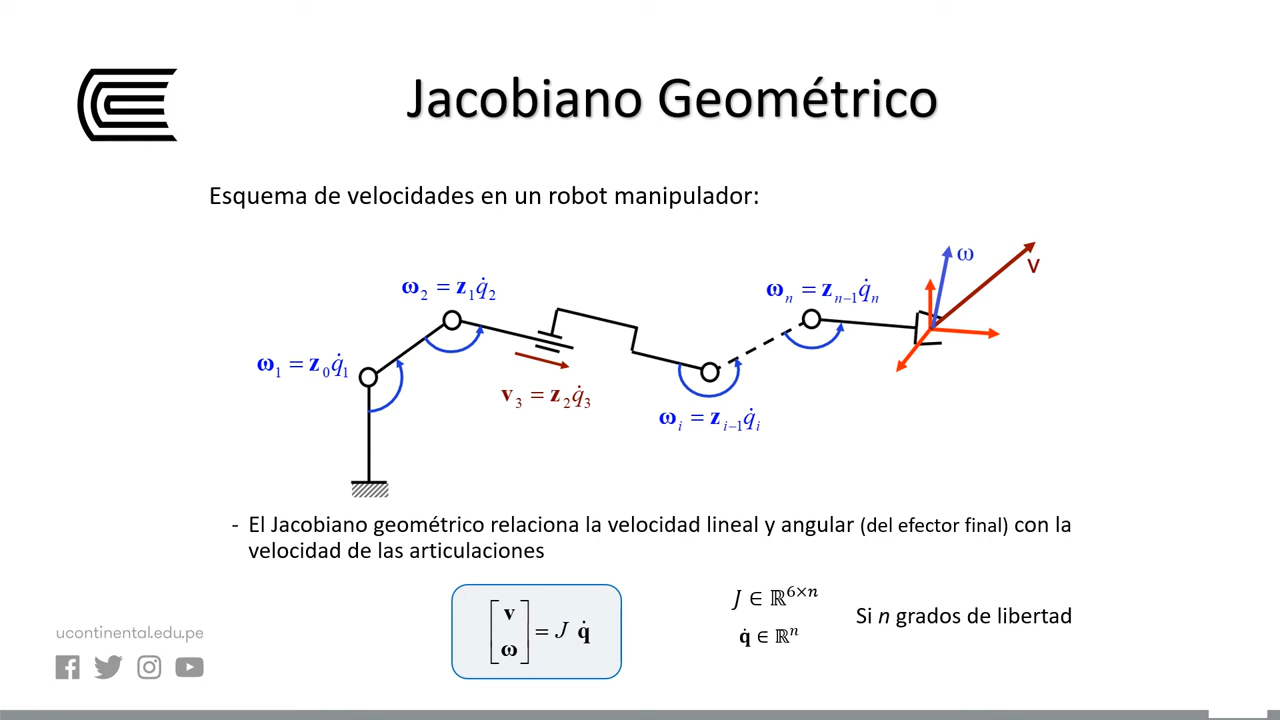 Jacobiano Geométrico
Esquema de velocidades en un robot manipulador:
ω
v
ω₂ = z₁q̇₂
ωₙ = zₙ₋₁q̇ₙ
ω₁ = z₀q̇₁
v₃ = z₂q̇₃
ωᵢ = zᵢ₋₁q̇ᵢ
- El Jacobiano geométrico relaciona la velocidad lineal y angular (del efector final) con la
velocidad de las articulaciones
[v ω] = J q̇
J ∈ ℝ⁶ˣⁿ
q̇ ∈ ℝⁿ
Si n grados de libertad
ucontinental.edu.pe